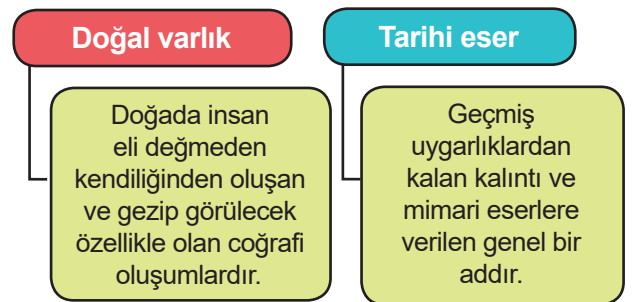 Doğal varlık
Doğada insan
eli değmeden
kendiliğinden oluşan
ve gezip görülecek
özellikle olan coğrafi
oluşumlardır.
Tarihi eser
Geçmiş
uygarlıklardan
kalan kalıntı ve
mimari eserlere
verilen genel bir
addır.